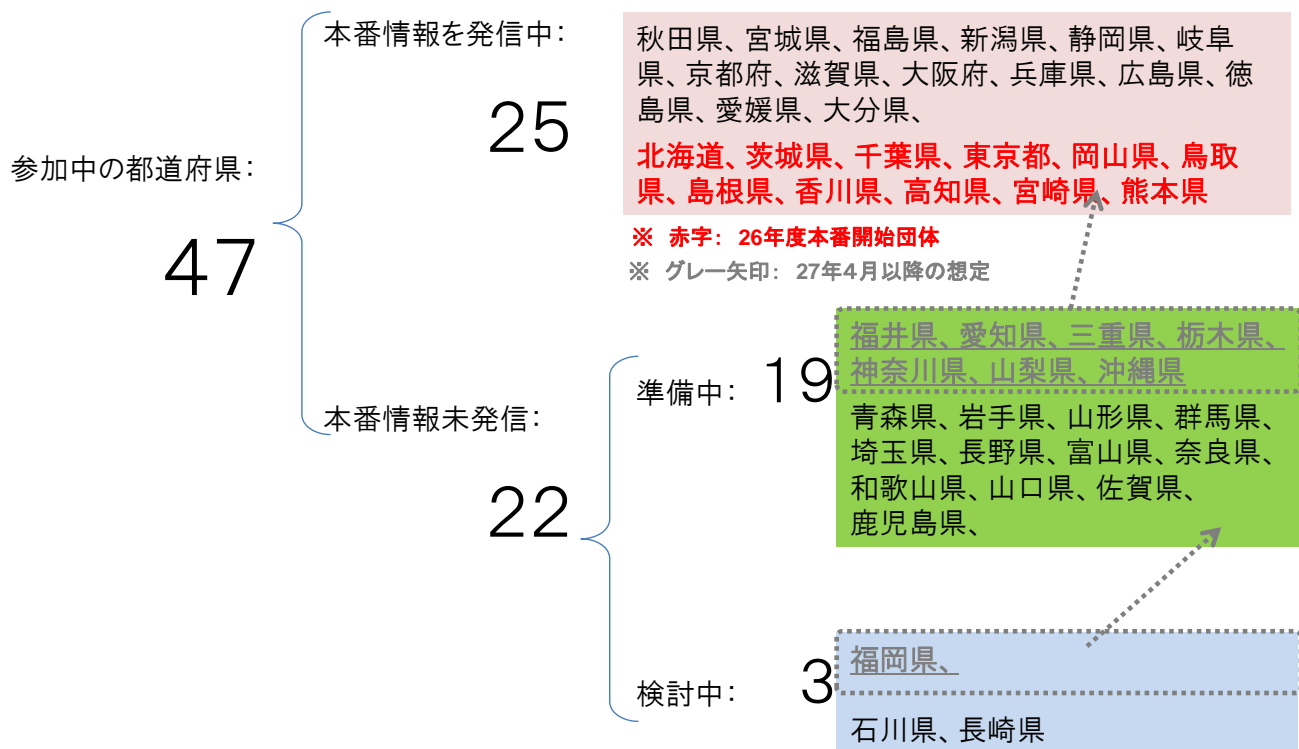 参加中の都道府県：
47
本番情報を発信中：
25
秋田県、宮城県、福島県、新潟県、静岡県、岐阜
県、京都府、滋賀県、大阪府、兵庫県、広島県、徳
島県、愛媛県、大分県、
北海道、茨城県、千葉県、東京都、岡山県、鳥取
県、島根県、香川県、高知県、宮崎県、熊本県
※ 赤字： 26年度本番開始団体
※ グレー矢印： 27年4月以降の想定
本番情報未発信：
22
準備中：
19
福井県、愛知県、三重県、栃木県、
神奈川県、山梨県、沖縄県
青森県、岩手県、山形県、群馬県、
埼玉県、長野県、富山県、奈良県、
和歌山県、山口県、佐賀県、
鹿児島県、
検討中：
3
福岡県、
石川県、長崎県